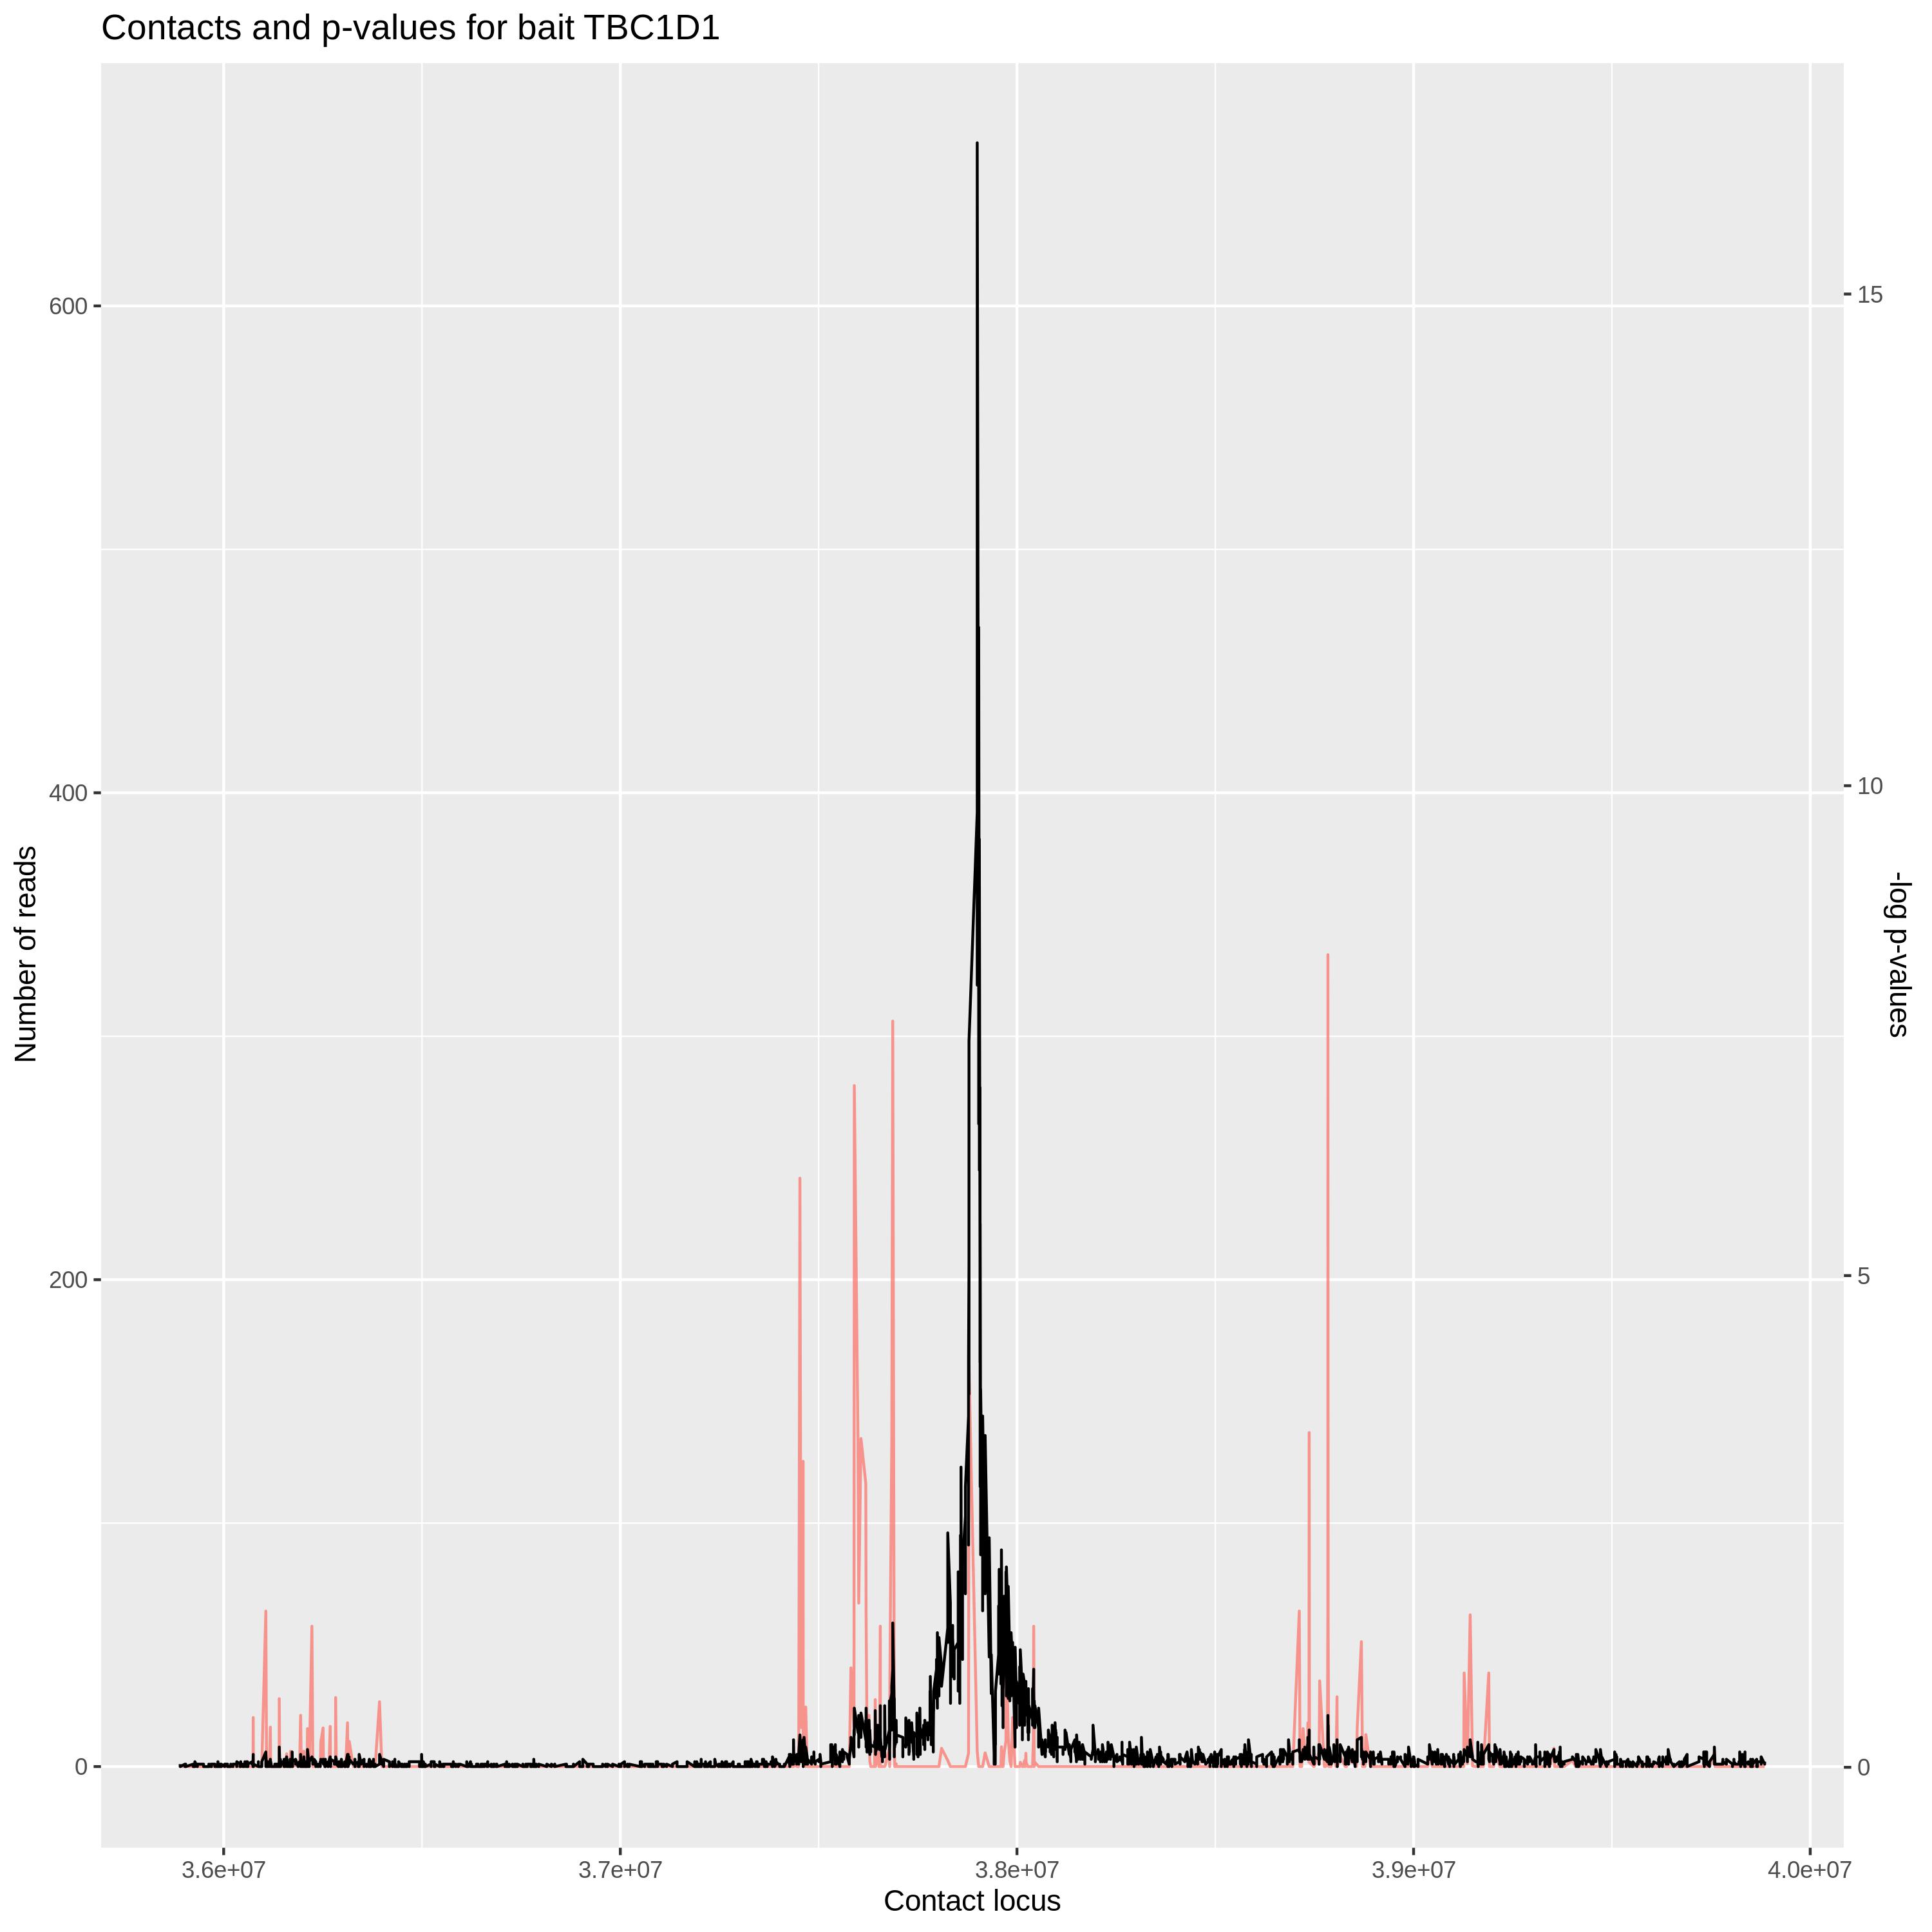 Contacts and p-values for bait TBC1D1
600
400
200
0
Number of reads
15
10
5
0
-log p-values
3.6e+07 3.7e+07 3.8e+07 3.9e+07 4.0e+07
Contact locus